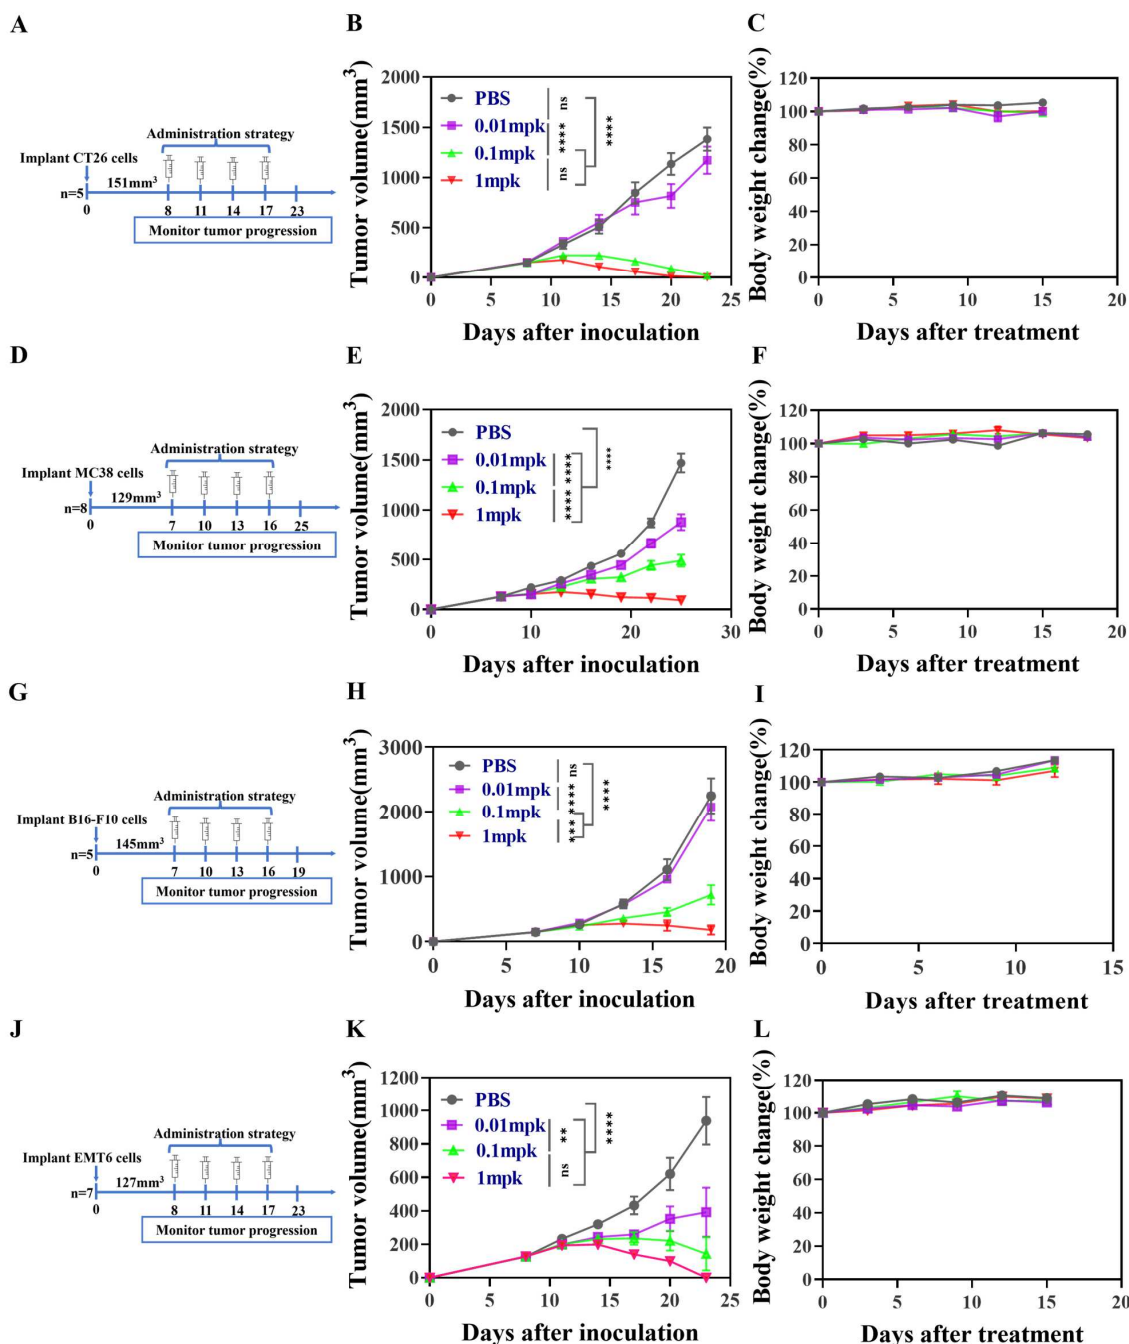 A
B
C
Implant CT26 cells
Administration strategy
n=5
151mm³
0
8
11
14
17
23
Monitor tumor progression
Tumor volume(mm³)
2000
1500
1000
500
0
PBS
0.01mpk
0.1mpk
1mpk
ns
****
ns
****
0
5
10
15
20
25
Days after inoculation
Body weight change(%)
120
100
80
60
40
20
0
0
5
10
15
20
Days after treatment
D
E
F
Implant MC38 cells
Administration strategy
n=8
129mm³
0
7
10
13
16
25
Monitor tumor progression
Tumor volume(mm³)
2000
1500
1000
500
0
PBS
0.01mpk
0.1mpk
1mpk
****
****
****
0
10
20
30
Days after inoculation
Body weight change(%)
120
100
80
60
40
20
0
0
5
10
15
20
Days after treatment
G
H
I
Implant B16-F10 cells
Administration strategy
n=5
145mm³
0
7
10
13
16
19
Monitor tumor progression
Tumor volume(mm³)
3000
2000
1000
0
PBS
0.01mpk
0.1mpk
1mpk
ns
****
***
****
0
5
10
15
20
Days after inoculation
Body weight change(%)
120
100
80
60
40
20
0
0
5
10
15
Days after treatment
J
K
L
Implant EMT6 cells
Administration strategy
n=7
127mm³
0
8
11
14
17
23
Monitor tumor progression
Tumor volume(mm³)
1200
1000
800
600
400
200
0
PBS
0.01mpk
0.1mpk
1mpk
**
ns
****
0
5
10
15
20
25
Days after inoculation
Body weight change(%)
120
100
80
60
40
20
0
0
5
10
15
20
Days after treatment